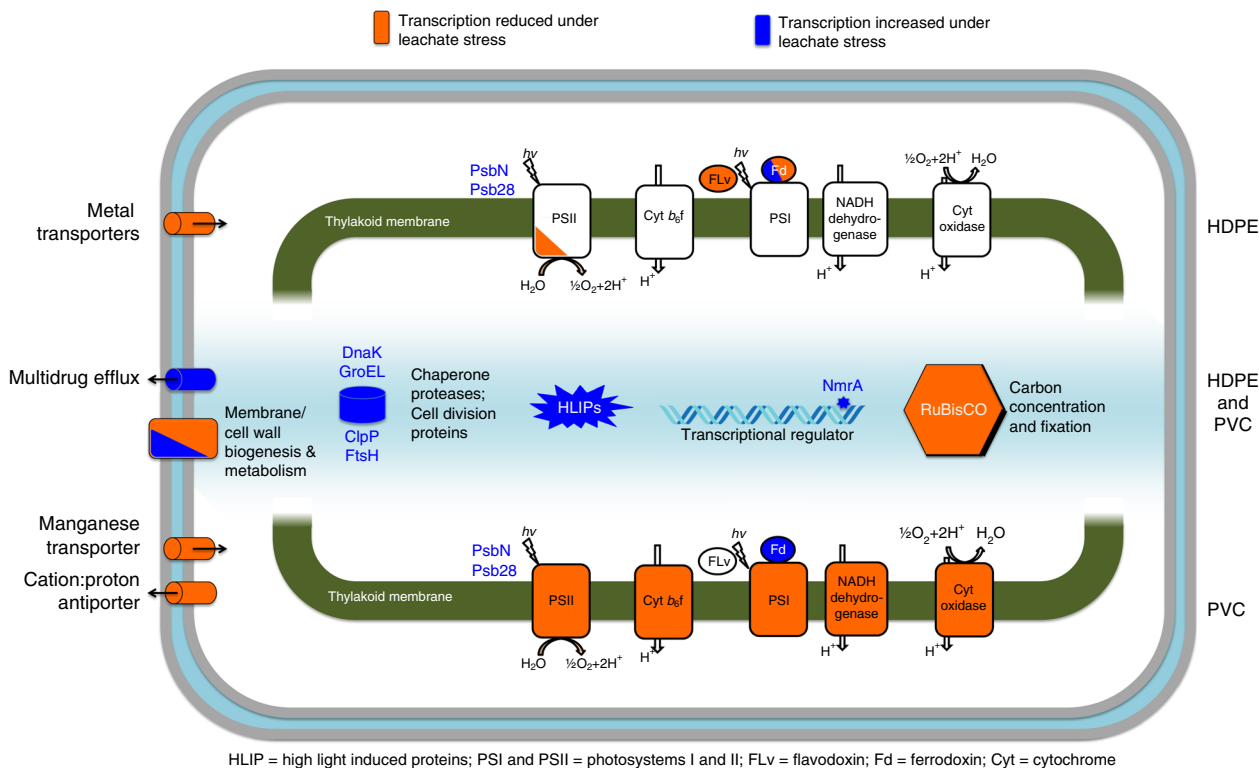 Transcription reduced under
leachate stress
Transcription increased under
leachate stress
Metal
transporters
Multidrug efflux
Membrane/
cell wall
biogenesis &
metabolism
Manganese
transporter
Cation:proton
antiporter
HDPE
HDPE
and
PVC
PVC
Thylakoid membrane
PsbN
Psb28
hv
PSII
H₂O
½O₂+2H⁺
Cyt b₆f
H⁺
FLv
hv
Fd
PSI
NADH
dehydro-
genase
H⁺
½O₂+2H⁺
H₂O
Cyt
oxidase
H⁺
DnaK
GroEL
ClpP
FtsH
Chaperone
proteases;
Cell division
proteins
HLIPs
NmrA
Transcriptional regulator
RuBisCO
Carbon
concentration
and fixation
Thylakoid membrane
PsbN
Psb28
hv
PSII
H₂O
½O₂+2H⁺
Cyt b₆f
H⁺
FLv
hv
Fd
PSI
NADH
dehydro-
genase
H⁺
½O₂+2H⁺
H₂O
Cyt
oxidase
H⁺
HLIP = high light induced proteins; PSI and PSII = photosystems I and II; FLv = flavodoxin; Fd = ferrodoxin; Cyt = cytochrome